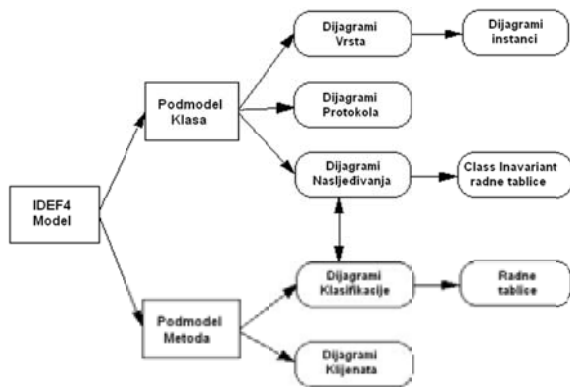 Dijagrami
Vrsta
Dijagrami
instanci
Podmodel
Klasa
Dijagrami
Protokola
Dijagrami
Nasljeđivanja
Class Inavariant
radne tablice
IDEF4
Model
Dijagrami
Klasifikacije
Radne
tablice
Podmodel
Metoda
Dijagrami
Klijenata